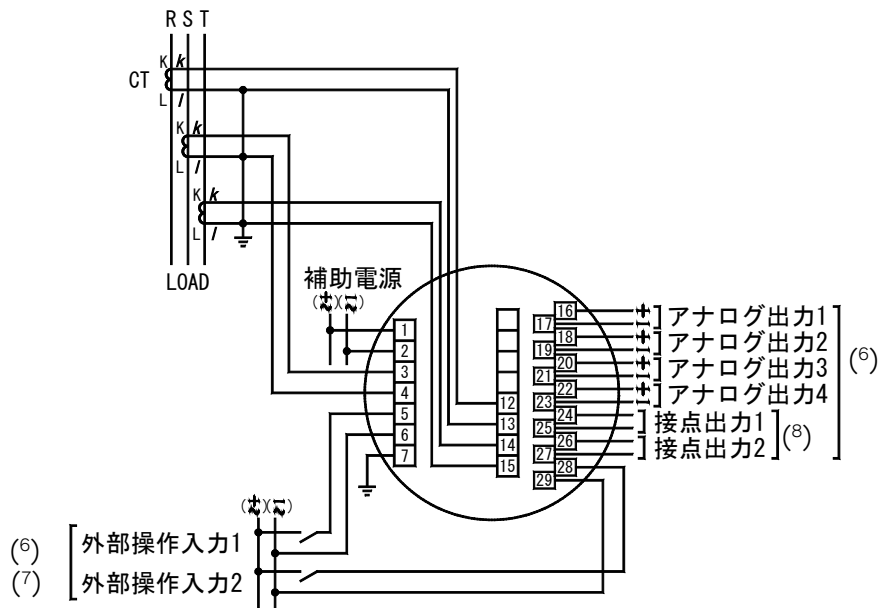 R S T
K k
CT
L l
K k
L l
K k
L l
LOAD
補助電源
(~+)(~−)
1
2
3
4
5
6
7
12
13
14
15
16
17
18
19
20
21
22
23
24
25
26
27
28
29
+
−
アナログ出力1
+
−
アナログ出力2
+
−
アナログ出力3
+
−
アナログ出力4
(6)
接点出力1
接点出力2
(8)
(~+)(~−)
(6)
外部操作入力1
(7)
外部操作入力2